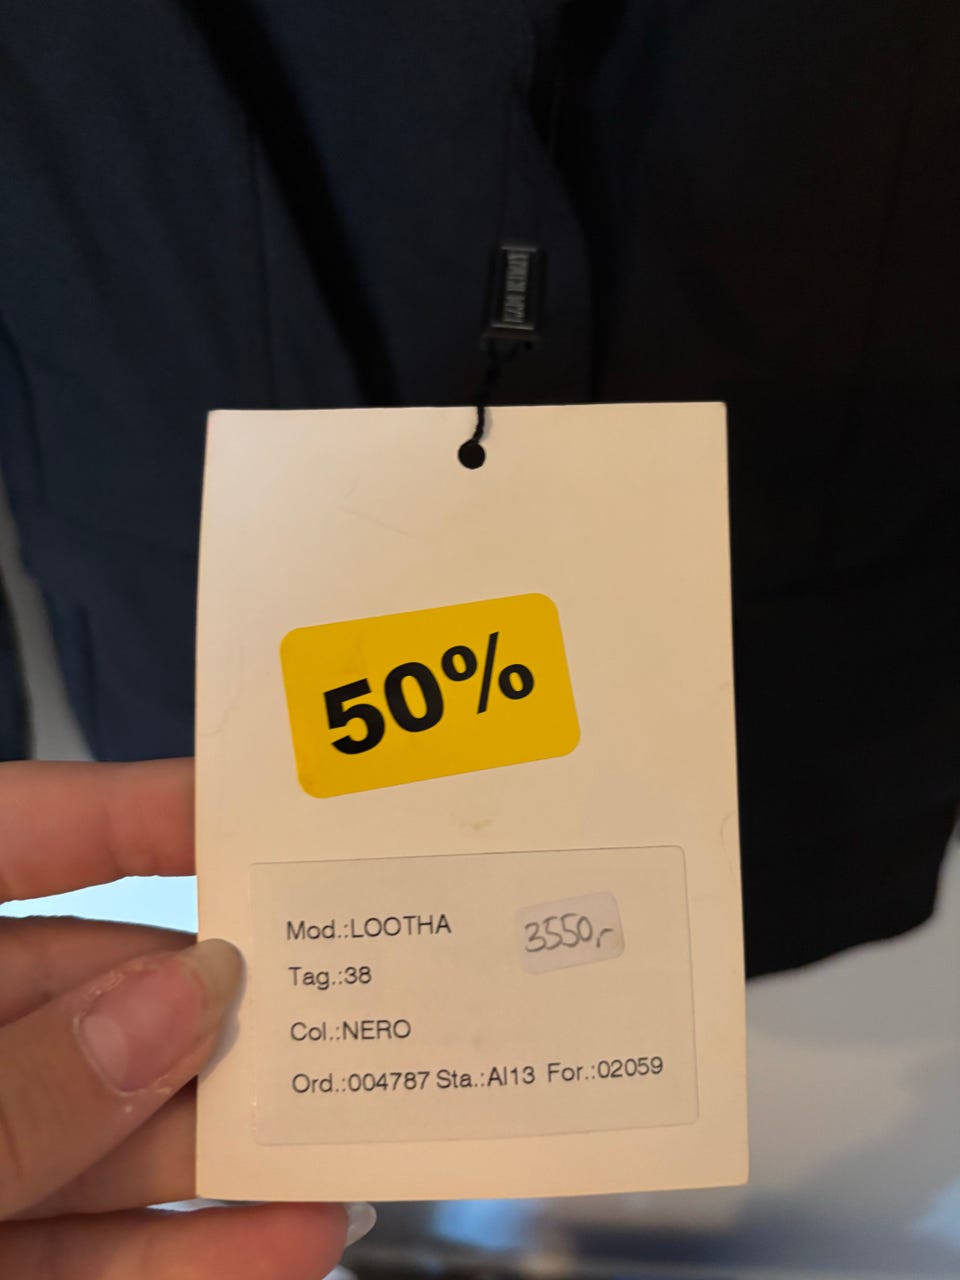 50%
Mod.:LOOTHA
3550,-
Tag.:38
Col.:NERO
Ord.:004787 Sta.:AI13 For.:02059